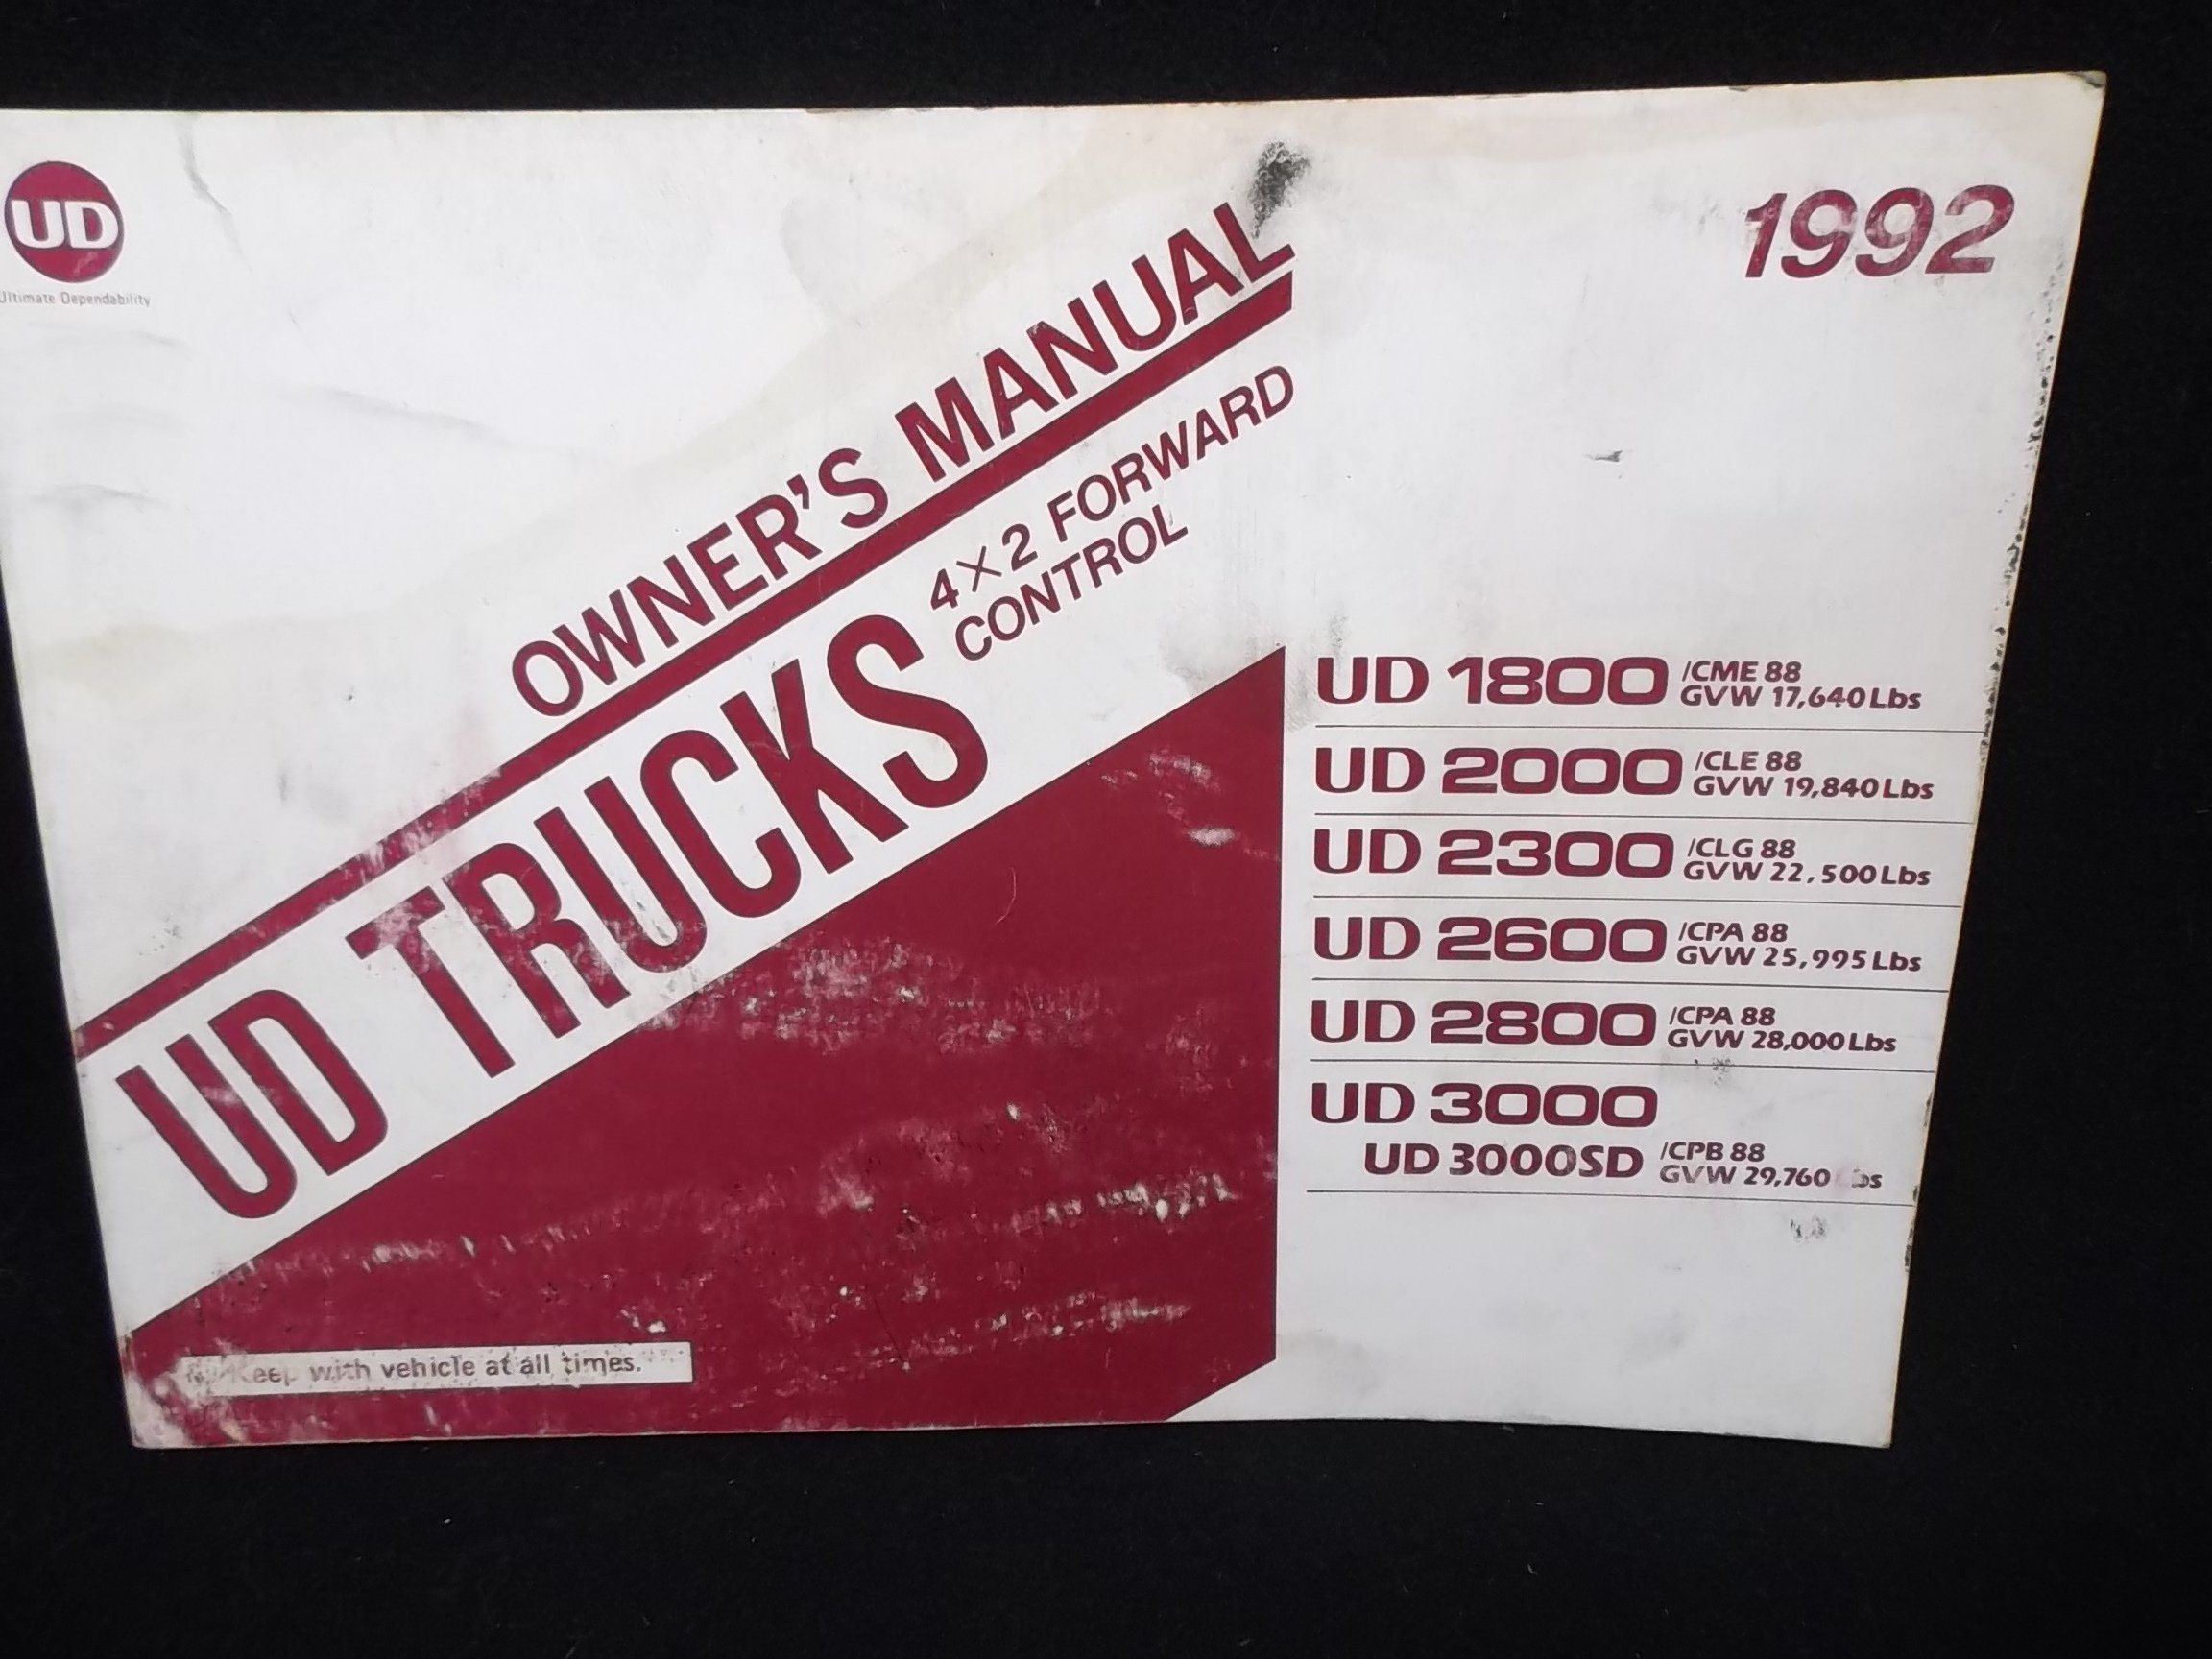 UD
Ultimate Dependability
1992
OWNER'S MANUAL
UD TRUCKS
4×2 FORWARD
CONTROL
UD 1800 /CME 88
GVW 17,640 Lbs
UD 2000 /CLE 88
GVW 19,840 Lbs
UD 2300 /CLG 88
GVW 22,500 Lbs
UD 2600 /CPA 88
GVW 25,995 Lbs
UD 2800 /CPA 88
GVW 28,000 Lbs
UD 3000
UD 3000SD /CPB 88
GVW 29,760 Lbs
Keep with vehicle at all times.